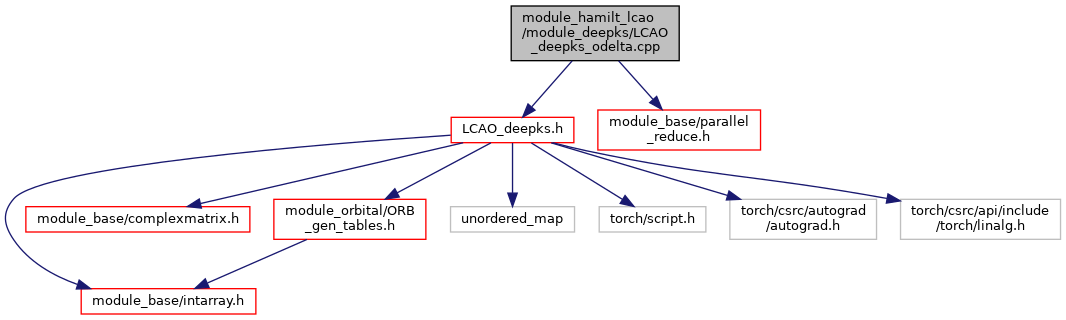 module_hamilt_lcao
/module_deepks/LCAO
_deepks_odelta.cpp
LCAO_deepks.h
module_base/parallel
_reduce.h
module_base/complexmatrix.h
module_orbital/ORB
_gen_tables.h
unordered_map
torch/script.h
torch/csrc/autograd
/autograd.h
torch/csrc/api/include
/torch/linalg.h
module_base/intarray.h